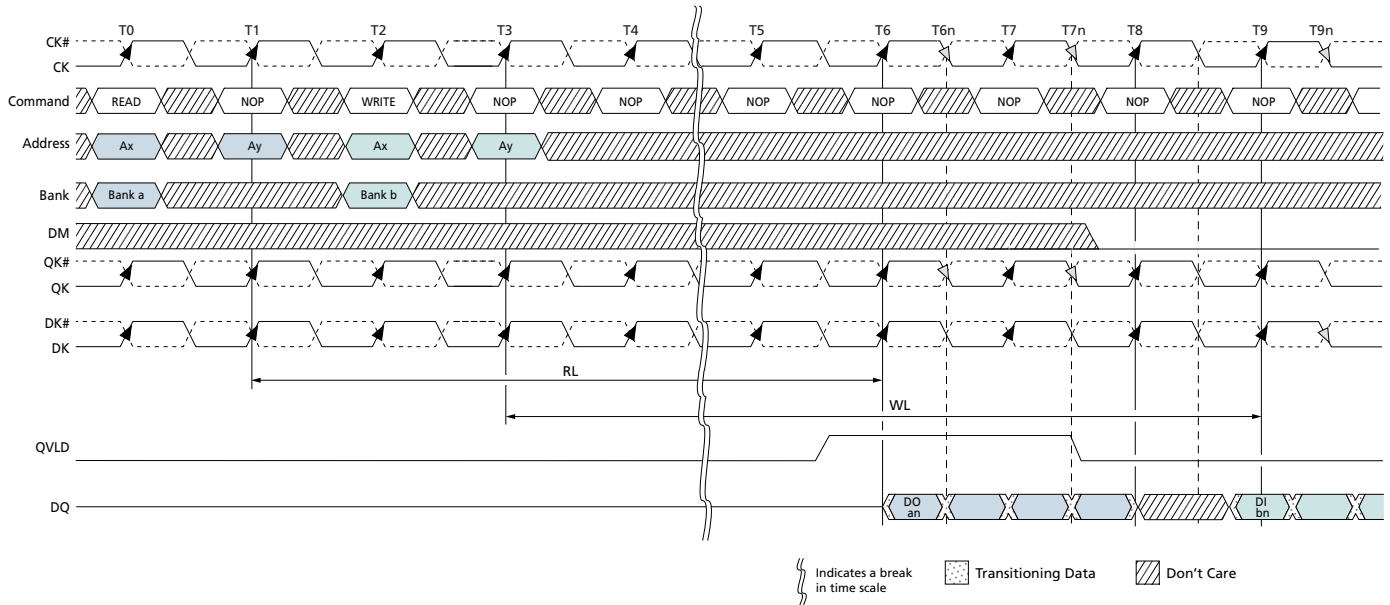 T0 T1 T2 T3 T4 T5 T6 T6n T7 T7n T8 T9 T9n
CK#
CK
Command READ NOP WRITE NOP NOP NOP NOP NOP NOP NOP
Address Ax Ay Ax Ay
Bank Bank a Bank b
DM
QK#
QK
DK#
DK
RL
WL
QVLD
DQ DO an DI bn
Indicates a break
in time scale
Transitioning Data
Don't Care